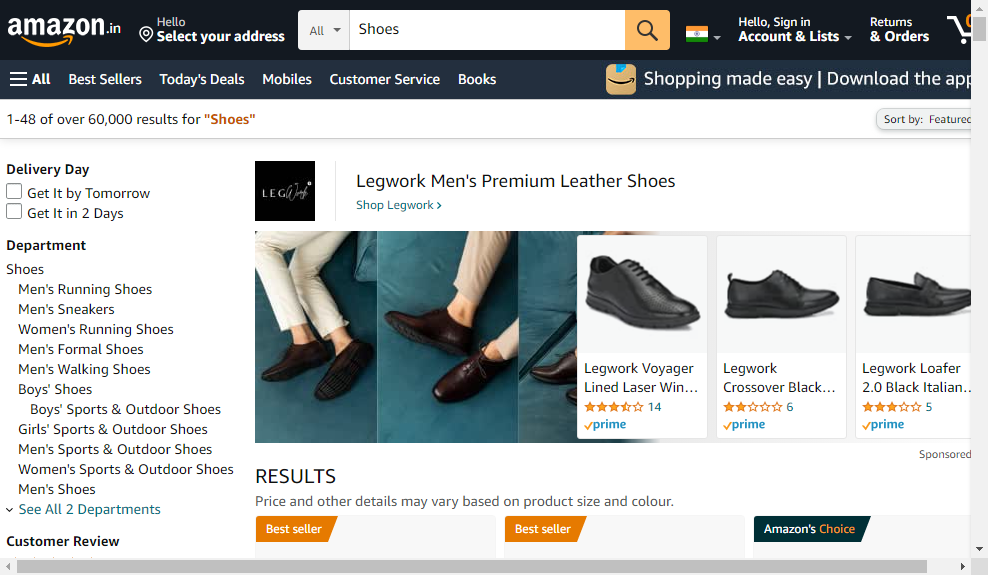 amazon.in
Hello
Select your address
All
Shoes
Hello, Sign in
Account & Lists
Returns
& Orders
0
All
Best Sellers
Today's Deals
Mobiles
Customer Service
Books
Shopping made easy | Download the app
1-48 of over 60,000 results for "Shoes"
Sort by: Featured
Delivery Day
Get It by Tomorrow
Get It in 2 Days
Department
Shoes
Men's Running Shoes
Men's Sneakers
Women's Running Shoes
Men's Formal Shoes
Men's Walking Shoes
Boys' Shoes
Boys' Sports & Outdoor Shoes
Girls' Sports & Outdoor Shoes
Men's Sports & Outdoor Shoes
Women's Sports & Outdoor Shoes
Men's Shoes
See All 2 Departments
Customer Review
LEGWork
Legwork Men's Premium Leather Shoes
Shop Legwork ›
Legwork Voyager
Lined Laser Win...
14
prime
Legwork
Crossover Black...
6
prime
Legwork Loafer
2.0 Black Italian...
5
prime
Sponsored
RESULTS
Price and other details may vary based on product size and colour.
Best seller
Best seller
Amazon's Choice